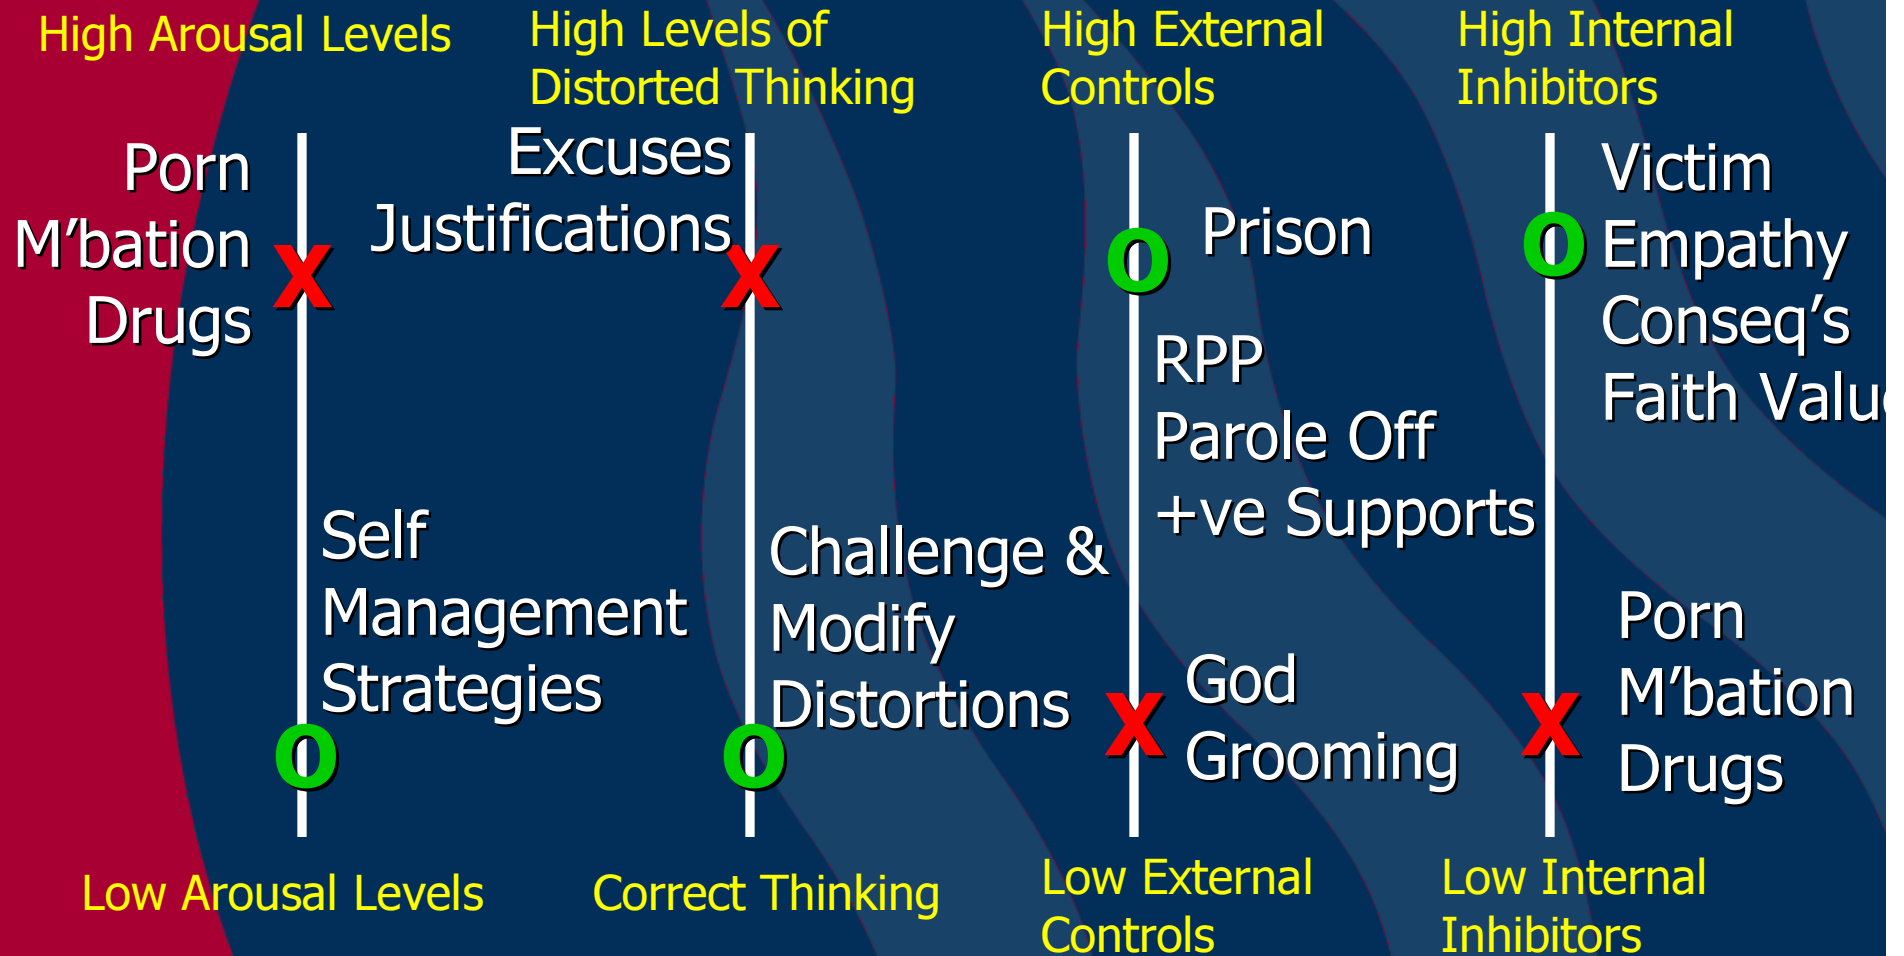 High Arousal Levels
Porn
M’bation
Drugs
X
Self
Management
Strategies
O
Low Arousal Levels
High Levels of
Distorted Thinking
Excuses
Justifications
X
Challenge &
Modify
Distortions
O
Correct Thinking
High External
Controls
O
Prison
RPP
Parole Off
+ve Supports
God
X
Grooming
Low External
Controls
High Internal
Inhibitors
Victim
O
Empathy
Conseq’s
Faith
Porn
M’bation
X
Drugs
Low Internal
Inhibitors